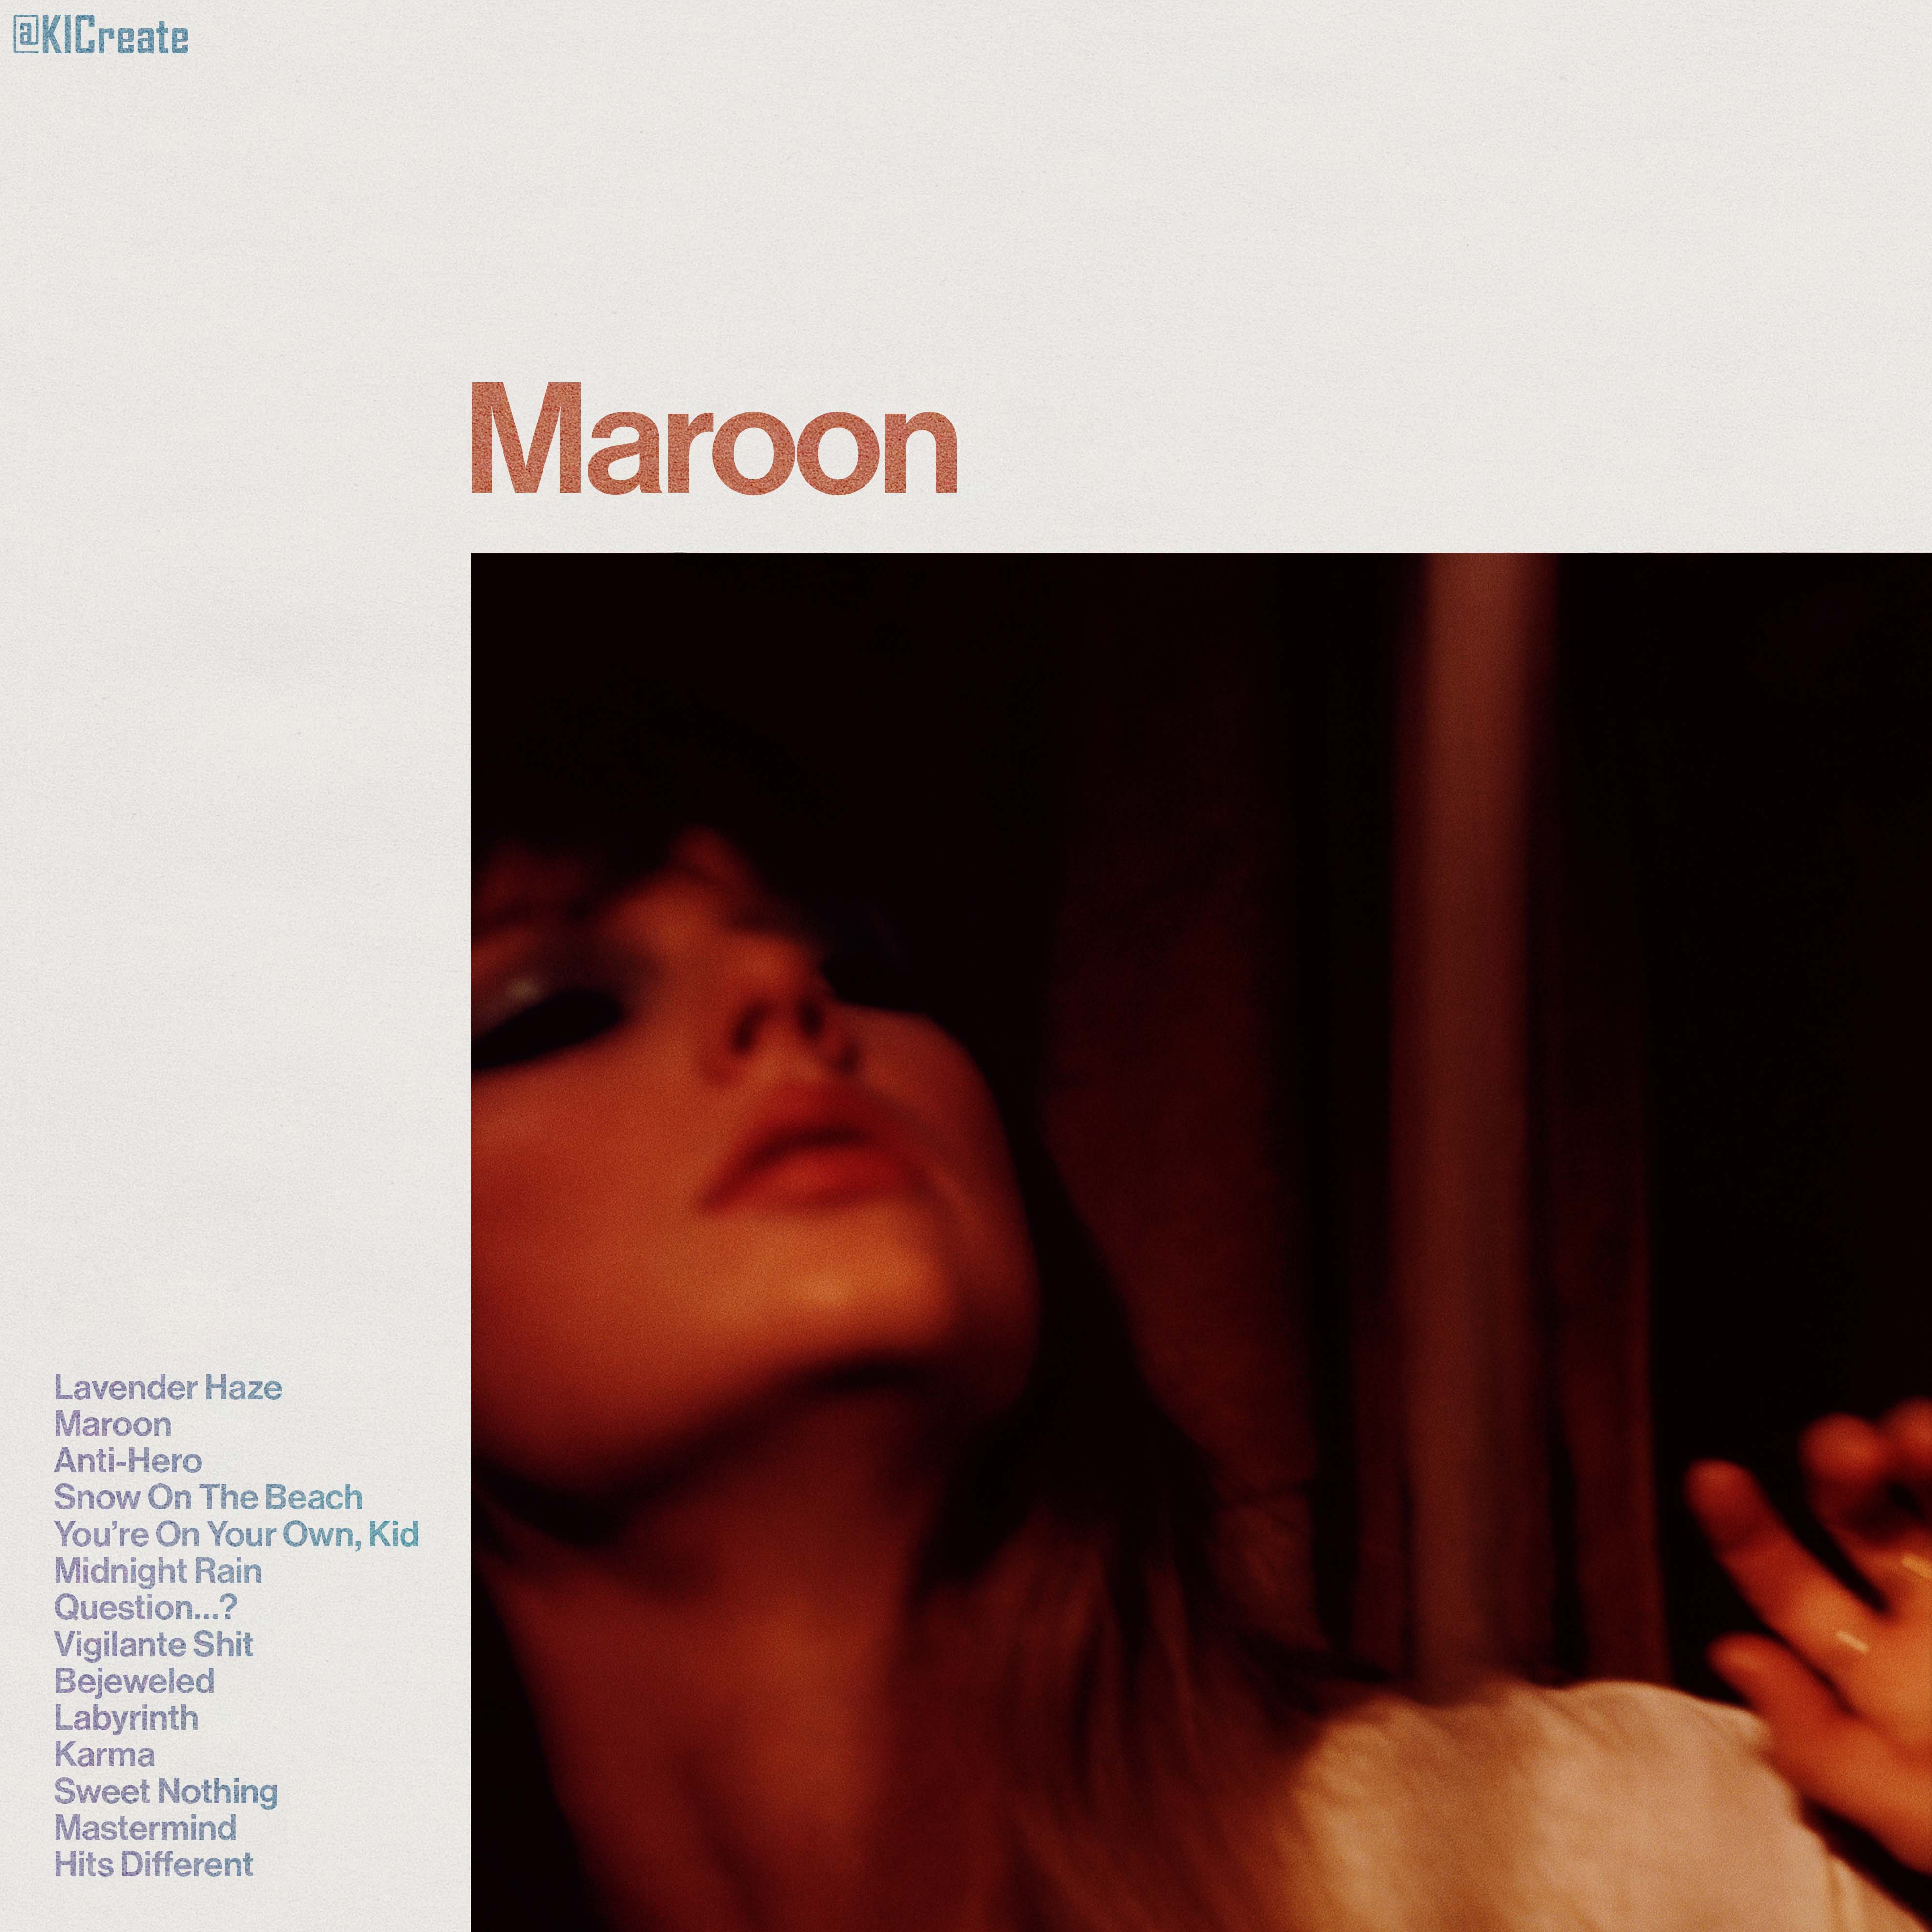 @KICreate
Maroon
Lavender Haze
Maroon
Anti-Hero
Snow On The Beach
You're On Your Own, Kid
Midnight Rain
Question...?
Vigilante Shit
Bejeweled
Labyrinth
Karma
Sweet Nothing
Mastermind
Hits Different